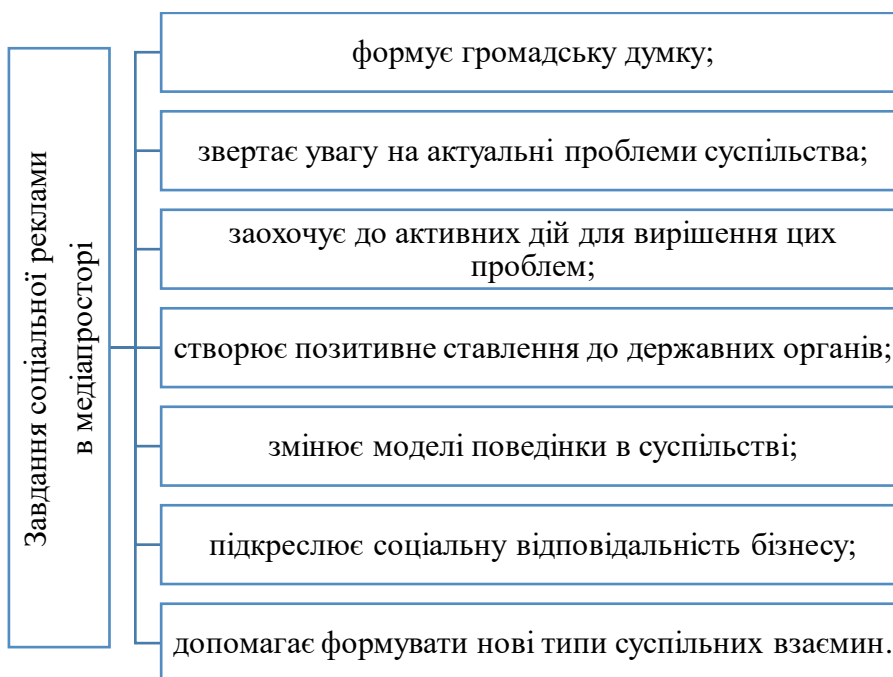 Завдання соціальної реклами
в медіапросторі
формує громадську думку;
звертає увагу на актуальні проблеми суспільства;
заохочує до активних дій для вирішення цих
проблем;
створює позитивне ставлення до державних органів;
змінює моделі поведінки в суспільстві;
підкреслює соціальну відповідальність бізнесу;
допомагає формувати нові типи суспільних взаємин.